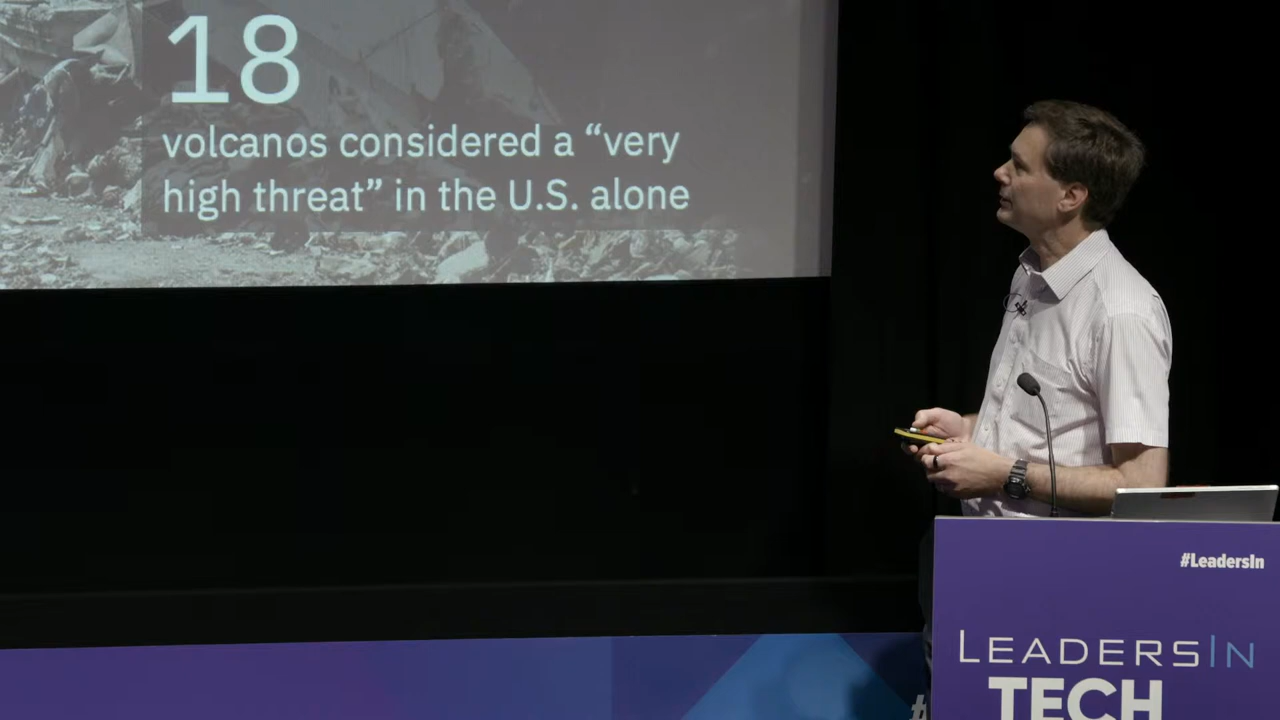 18
volcanos considered a “very
high threat” in the U.S. alone
#LeadersIn
LEADERSIN
TECH
#